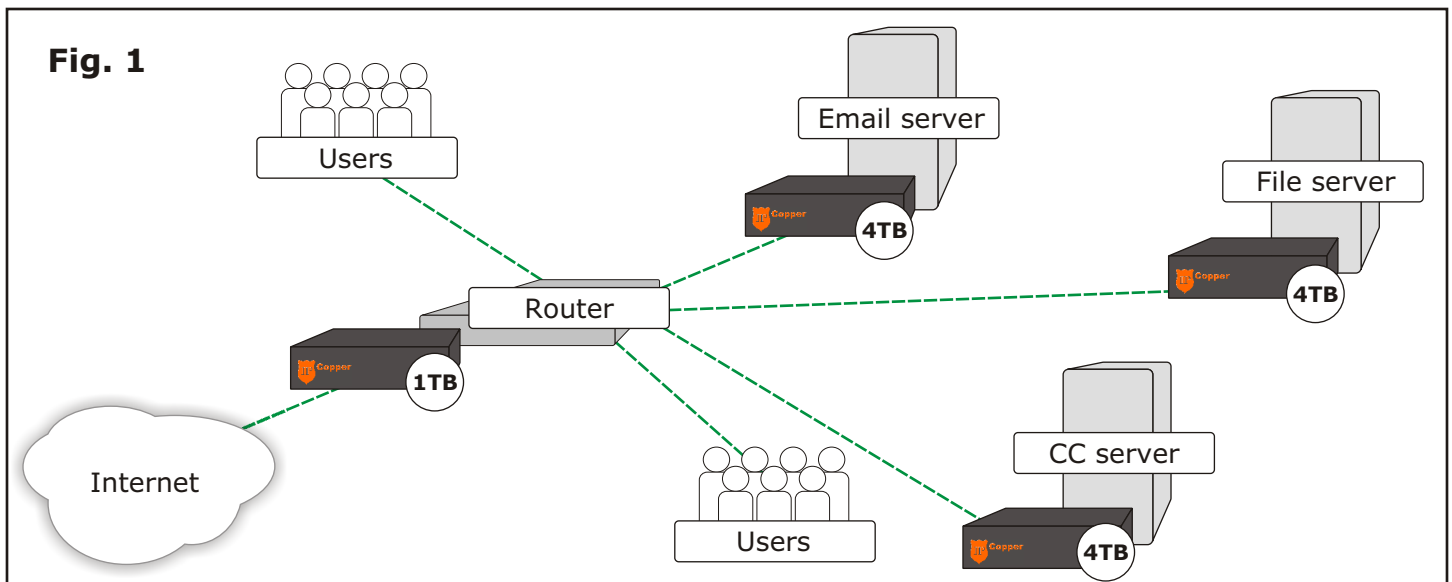 Fig. 1
Users
Email server
File server
Copper
4TB
Copper
4TB
Router
Copper
1TB
Internet
CC server
Users
Copper
4TB